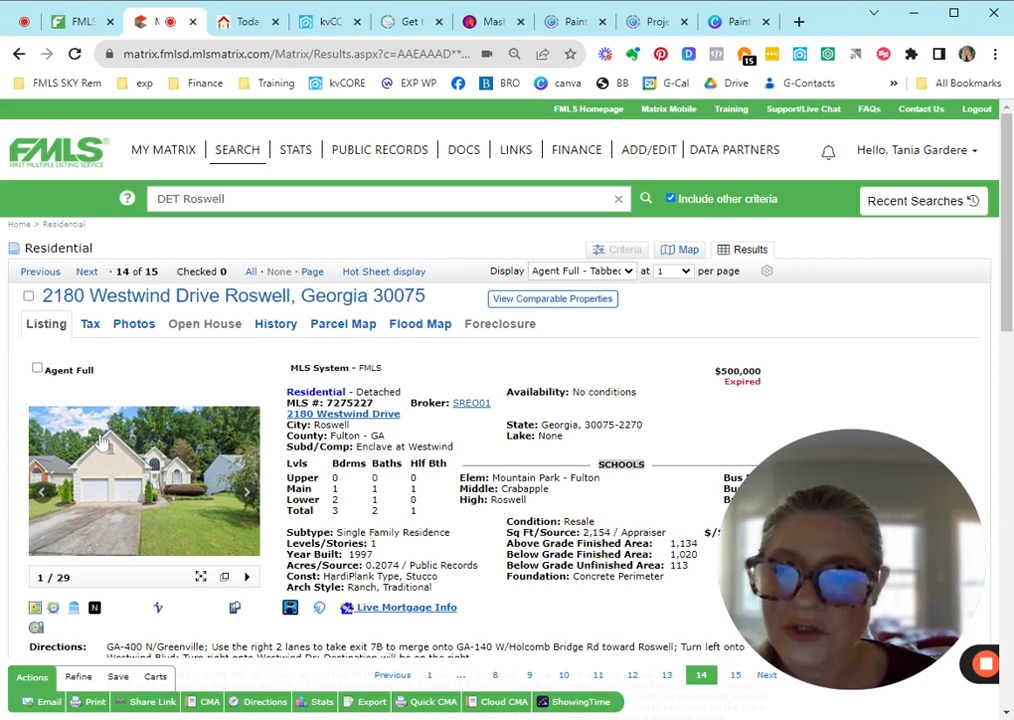 FMLS
M
Toda
kvCC
Get t
Mash
Paint
Proje
Paint
matrix.fmlsd.mlsmatrix.com/Matrix/Results.aspx?c=AAEAAAD**...
15
FMLS SKY Rem
exp
Finance
Training
kvCORE
EXP WP
BRO
canva
BB
G-Cal
Drive
G-Contacts
»
All Bookmarks
FMLS Homepage
Matrix Mobile
Training
Support/Live Chat
FAQs
Contact Us
Logout
FMLS
FIRST MULTIPLE LISTING SERVICE
MY MATRIX
SEARCH
STATS
PUBLIC RECORDS
DOCS
LINKS
FINANCE
ADD/EDIT
DATA PARTNERS
Hello, Tania Gardere
DET Roswell
Include other criteria
Recent Searches
Home > Residential
Residential
Criteria
Map
Results
Previous Next · 14 of 15 Checked 0 All · None · Page Hot Sheet display
Display Agent Full - Tabbec at 1 per page
2180 Westwind Drive Roswell, Georgia 30075
View Comparable Properties
Listing Tax Photos Open House History Parcel Map Flood Map Foreclosure
Agent Full
MLS System - FMLS
$500,000
Expired
Residential - Detached
Availability: No conditions
MLS #: 7275227
Broker: SREO01
2180 Westwind Drive
City: Roswell
State: Georgia, 30075-2270
County: Fulton - GA
Lake: None
Subd/Comp: Enclave at Westwind
Lvls Bdrms Baths Hlf Bth
SCHOOLS
Upper 0 0 0
Main 1 1 1
Lower 2 1 0
Total 3 2 1
Elem: Mountain Park - Fulton
Bus
Middle: Crabapple
Bu
High: Roswell
Bu
Condition: Resale
Subtype: Single Family Residence
Sq Ft/Source: 2,154 / Appraiser
$/
Levels/Stories: 1
Above Grade Finished Area: 1,134
Year Built: 1997
Below Grade Finished Area: 1,020
Acres/Source: 0.2074 / Public Records
Below Grade Unfinished Area: 113
Const: HardiPlank Type, Stucco
Foundation: Concrete Perimeter
Arch Style: Ranch, Traditional
1 / 29
N
Live Mortgage Info
Directions: GA-400 N/Greenville; Use the right 2 lanes to take exit 7B to merge onto GA-140 W/Holcomb Bridge Rd toward Roswell; Turn left onto
Actions Refine Save Carts
Previous 1 ... 8 9 10 11 12 13 14 15 Next
Email Print Share Link CMA Directions Stats Export Quick CMA Cloud CMA ShowingTime